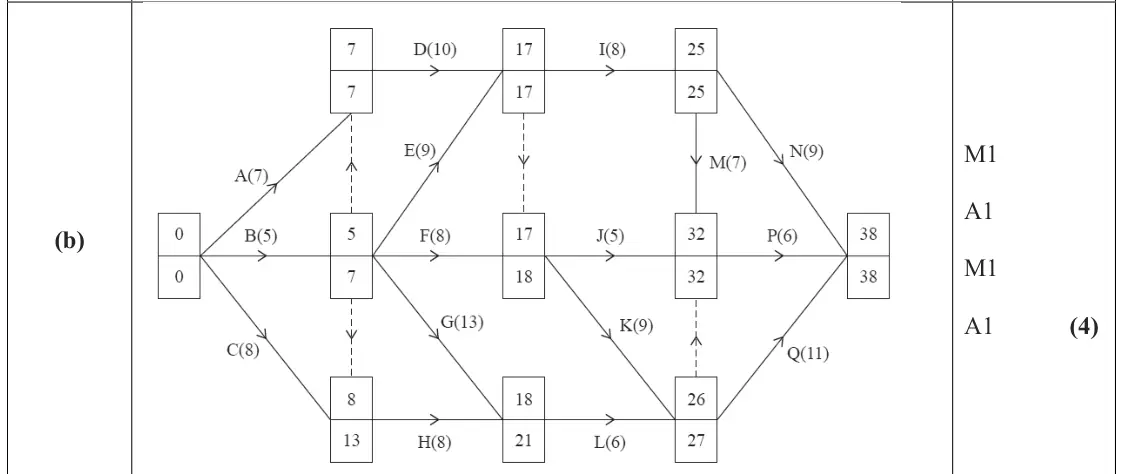 7 D(10) 17 I(8) 25
7 17 25
E(9) M(7) N(9) M1
A(7)
A1
(b) 0 B(5) 5 F(8) 17 J(5) 32 P(6) 38
0 7 18 32 38 M1
G(13) K(9) A1 (4)
C(8) Q(11)
8 18 26
13 H(8) 21 L(6) 27